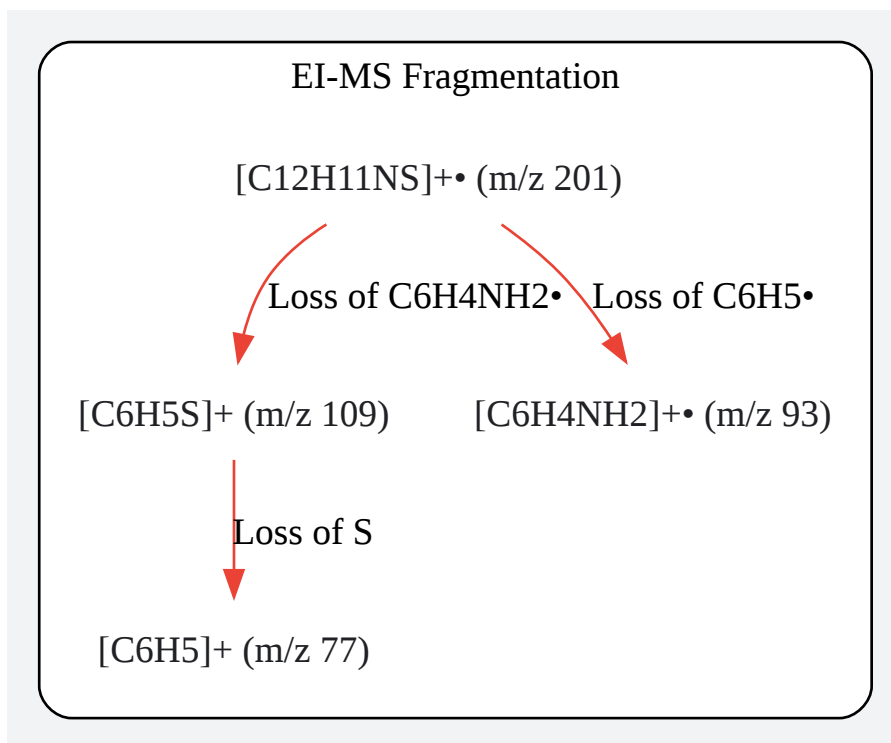 EI-MS Fragmentation
[C12H11NS]+• (m/z 201)
Loss of C6H4NH2•
Loss of C6H5•
[C6H5S]+ (m/z 109)
[C6H4NH2]+• (m/z 93)
Loss of S
[C6H5]+ (m/z 77)